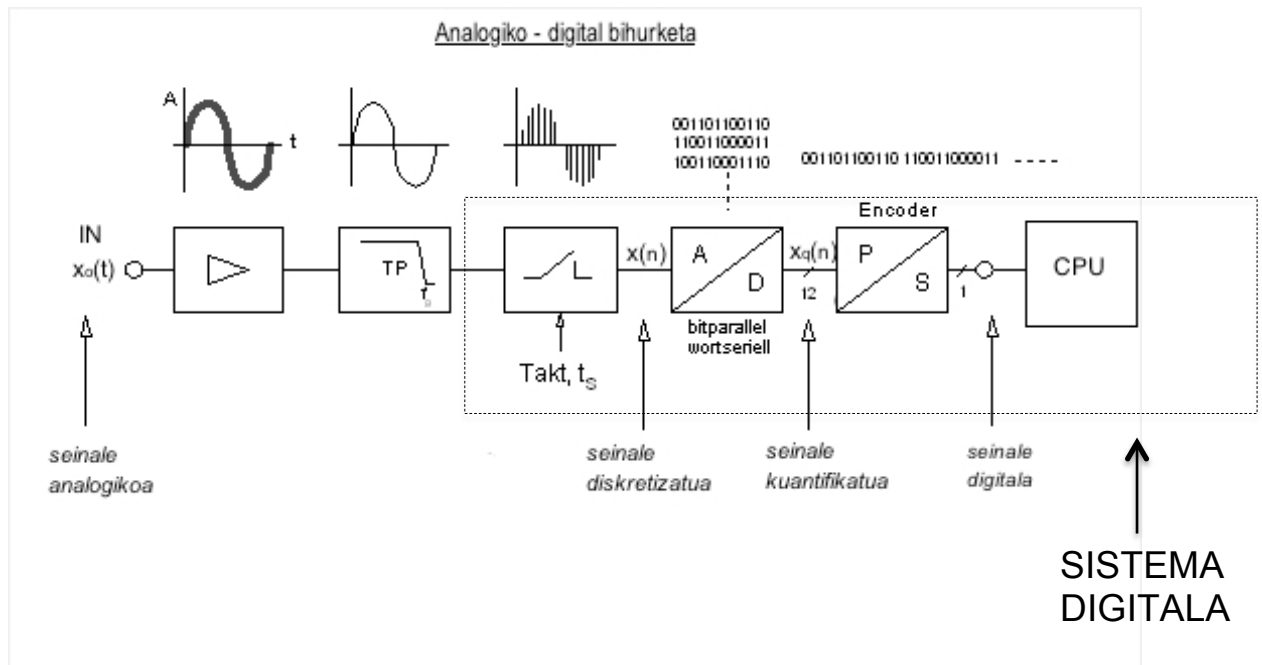 Analogiko - digital bihurketa
A
t
001101100110
110011000011
100110001110
001101100110 110011000011 ----
Encoder
IN
xₐ(t)
TP
x(n)
A
D
xq(n)
12
P
S
1
CPU
bitparallel
wortseriell
Takt, tₛ
seinale
analogikoa
seinale
diskretizatua
seinale
kuantifikatua
seinale
digitala
SISTEMA
DIGITALA